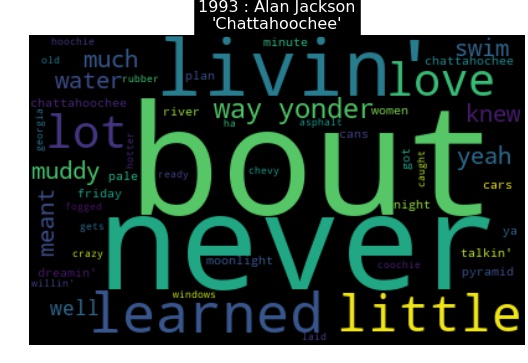 1993 : Alan Jackson
'Chattahoochee'
hoochie
minute
swim
old
much
livin'
chattahochee
water
rubber
plan
love
chattahoochee
river
way yonder
women
knew
georgia
lot
ha
asphalt
hotter
bout
cans
got
caught
yeah
muddy
pale
ready
chevy
cars
friday
night
fogged
never
meant
gets
ya
crazy
moonlight
coochie
talkin'
dreamin'
pyramid
willin'
windows
well
learned
little
laid